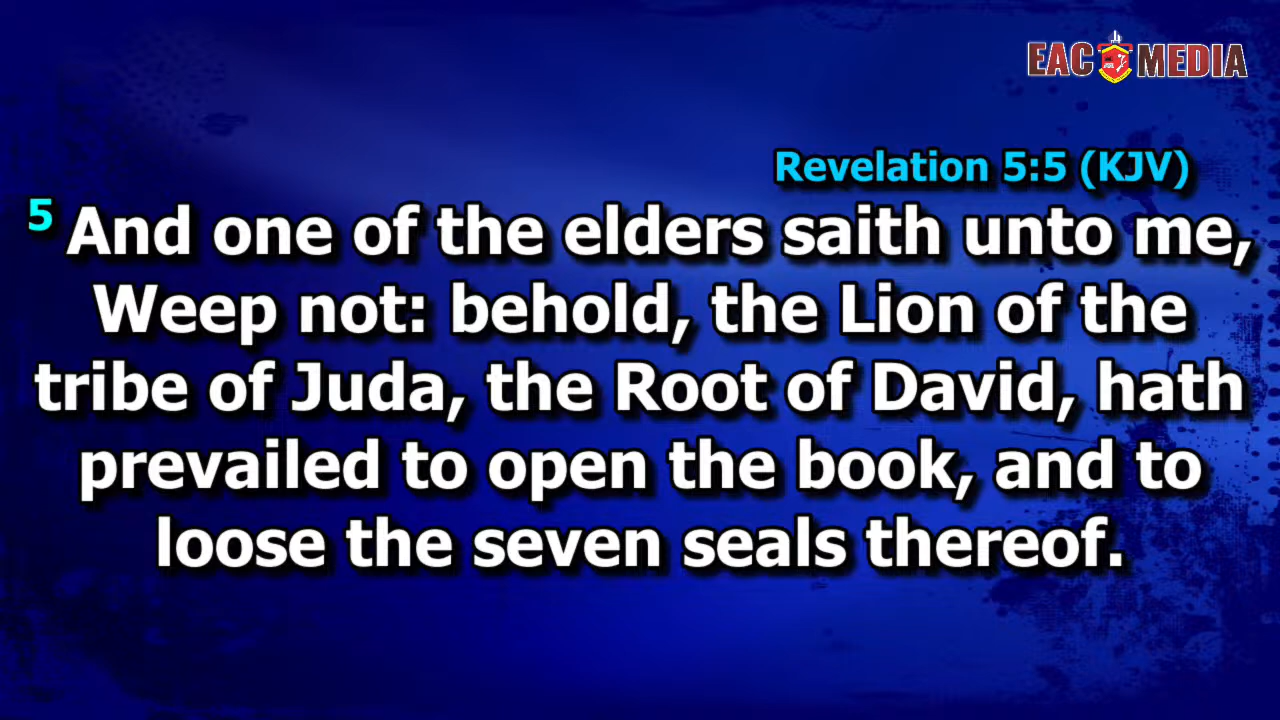 EAC MEDIA
Revelation 5:5 (KJV)
5 And one of the elders saith unto me,
Weep not: behold, the Lion of the
tribe of Juda, the Root of David, hath
prevailed to open the book, and to
loose the seven seals thereof.